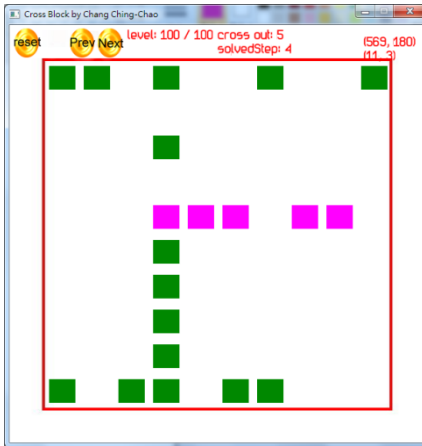 Cross Block by Chang Ching-Chao
reset
Prev
Next
level: 100 / 100 cross out: 5
solvedStep: 4
(569, 180)
(11, 3)